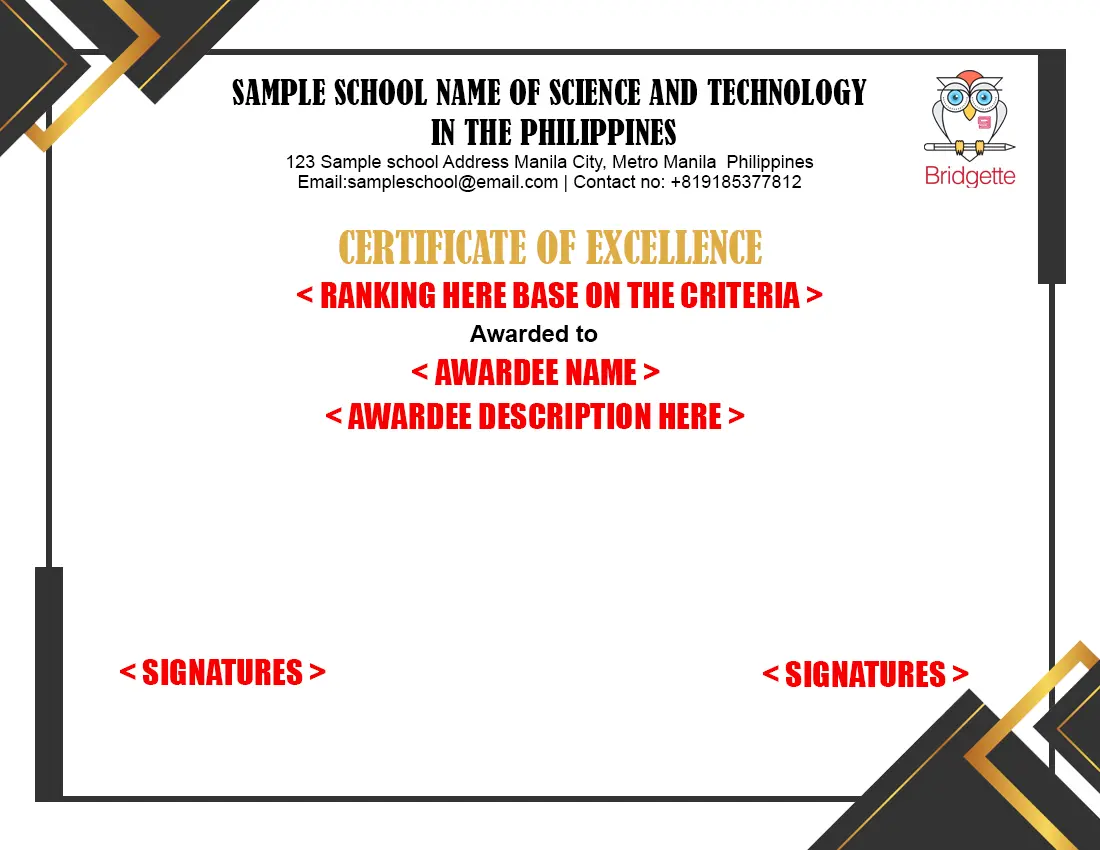 SAMPLE SCHOOL NAME OF SCIENCE AND TECHNOLOGY
IN THE PHILIPPINES
123 Sample school Address Manila City, Metro Manila Philippines
Email:sampleschool@email.com | Contact no: +819185377812
Bridgette
CERTIFICATE OF EXCELLENCE
< RANKING HERE BASE ON THE CRITERIA >
Awarded to
< AWARDEE NAME >
< AWARDEE DESCRIPTION HERE >
< SIGNATURES >
< SIGNATURES >